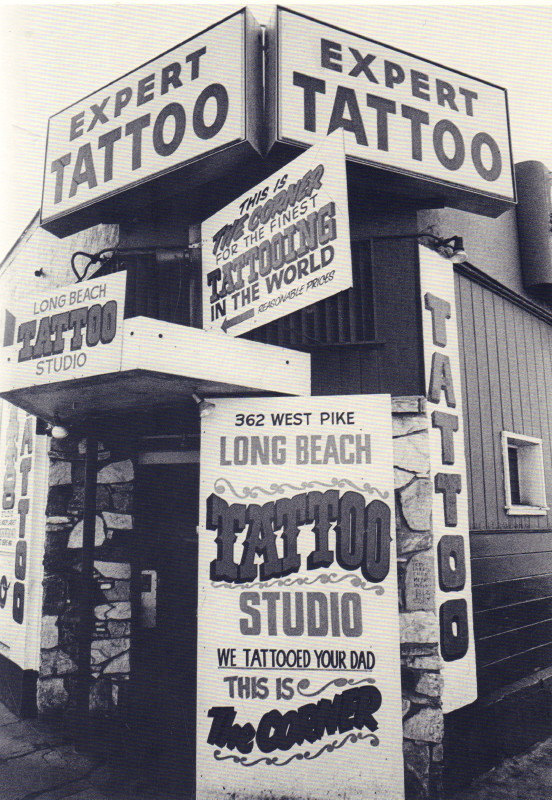 EXPERT
TATTOO
EXPERT
TATTOO
THIS IS
THE CORNER
FOR THE FINEST
TATTOOING
IN THE WORLD
REASONABLE PRICES
LONG BEACH
TATTOO
STUDIO
TATTOO
362 WEST PIKE
LONG BEACH
TATTOO
STUDIO
WE TATTOOED YOUR DAD
THIS IS
The CORNER
TATTOO